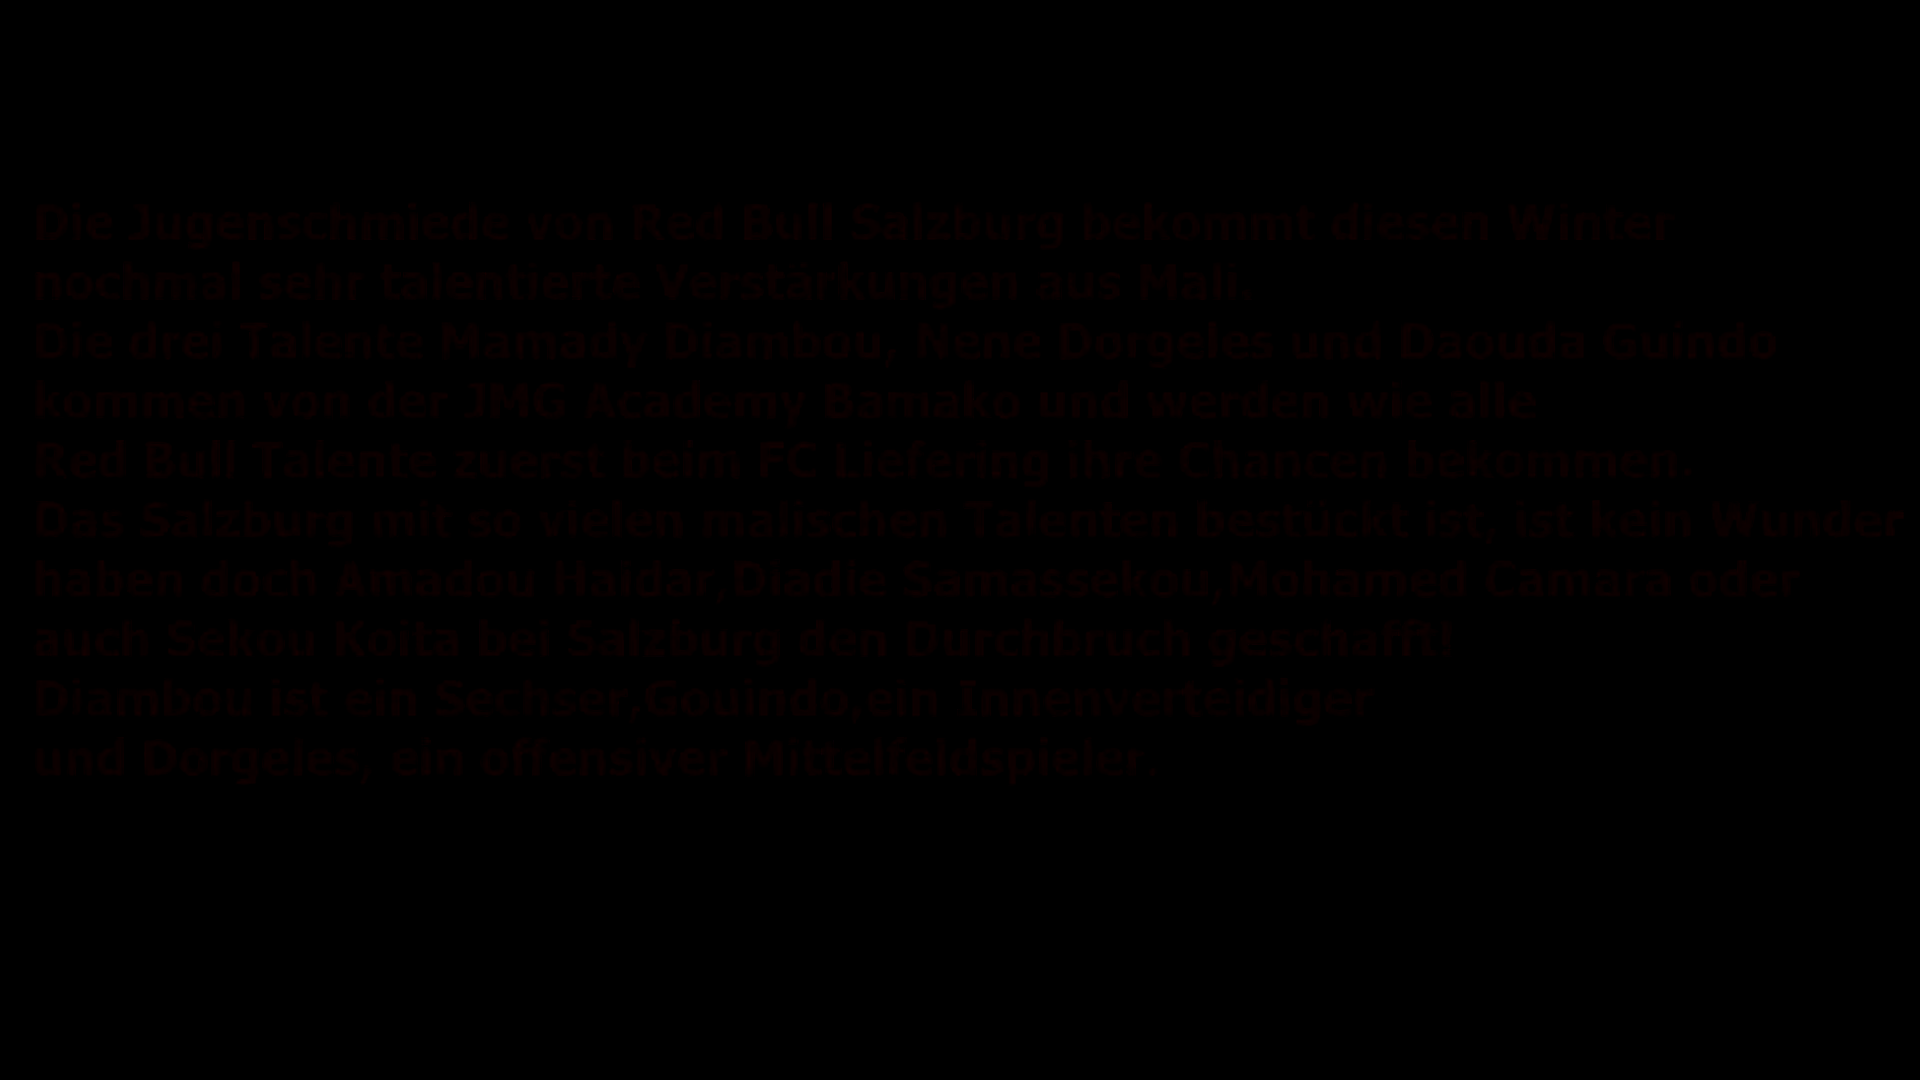 Die Jugenschmiede von Red Bull Salzburg bekommt diesen Winter
nochmal sehr talentierte Verstärkungen aus Mali.
Die drei Talente Mamady Diambou, Nene Dorgeles und Daouda Guindo
kommen von der JMG Academy Bamako und werden wie alle
Red Bull Talente zuerst beim FC Liefering ihre Chancen bekommen.
Das Salzburg mit so vielen malischen Talenten bestückt ist, ist kein Wunder
haben doch Amadou Haidar,Diadie Samassekou,Mohamed Camara oder
auch Sekou Koita bei Salzburg den Durchbruch geschafft!
Diambou ist ein Sechser,Gouindo,ein Innenverteidiger
und Dorgeles, ein offensiver Mittelfeldspieler.